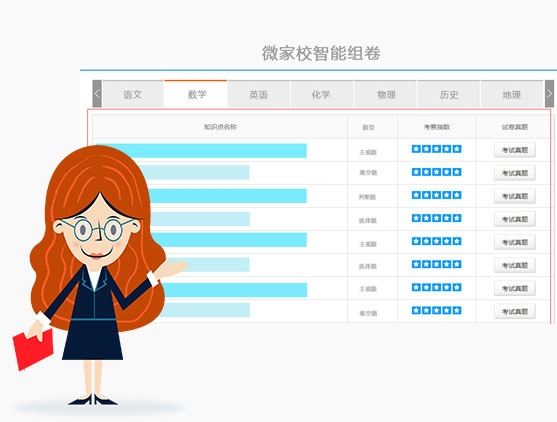 微家校智能组卷
语文 数学 英语 化学 物理 历史 地理
知识点名称 题型 考察指数 试卷真题
主观题 考试真题
填空题 考试真题
判断题 考试真题
选择题 考试真题
主观题 考试真题
选择题 考试真题
主观题 考试真题
填空题 考试真题